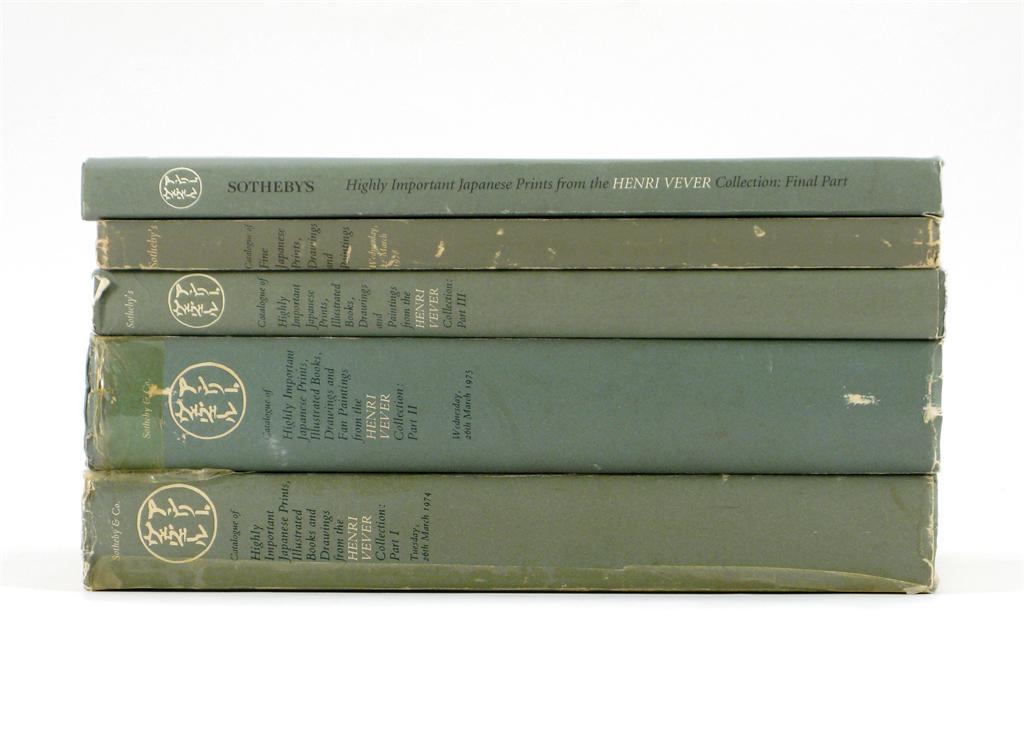 SOTHEBY'S Highly Important Japanese Prints from the HENRI VEVER Collection: Final Part
Sotheby's
Catalogue of
Fine
Japanese
Prints,
Drawings
and
Paintings
Wednesday,
March
Sotheby's
Catalogue of
Highly
Important
Japanese
Prints,
Illustrated
Books,
Drawings
and
Paintings
from the
HENRI
VEVER
Collection:
Part III
Sotheby & Co.
Catalogue of
Highly Important
Japanese Prints,
Illustrated Books,
Drawings and
Fan Paintings
from the
HENRI
VEVER
Collection:
Part II
Wednesday,
26th March 1975
Sotheby & Co.
Catalogue of
Highly
Important
Japanese Prints,
Illustrated
Books and
Drawings
from the
HENRI
VEVER
Collection:
Part I
Tuesday,
26th March 1974